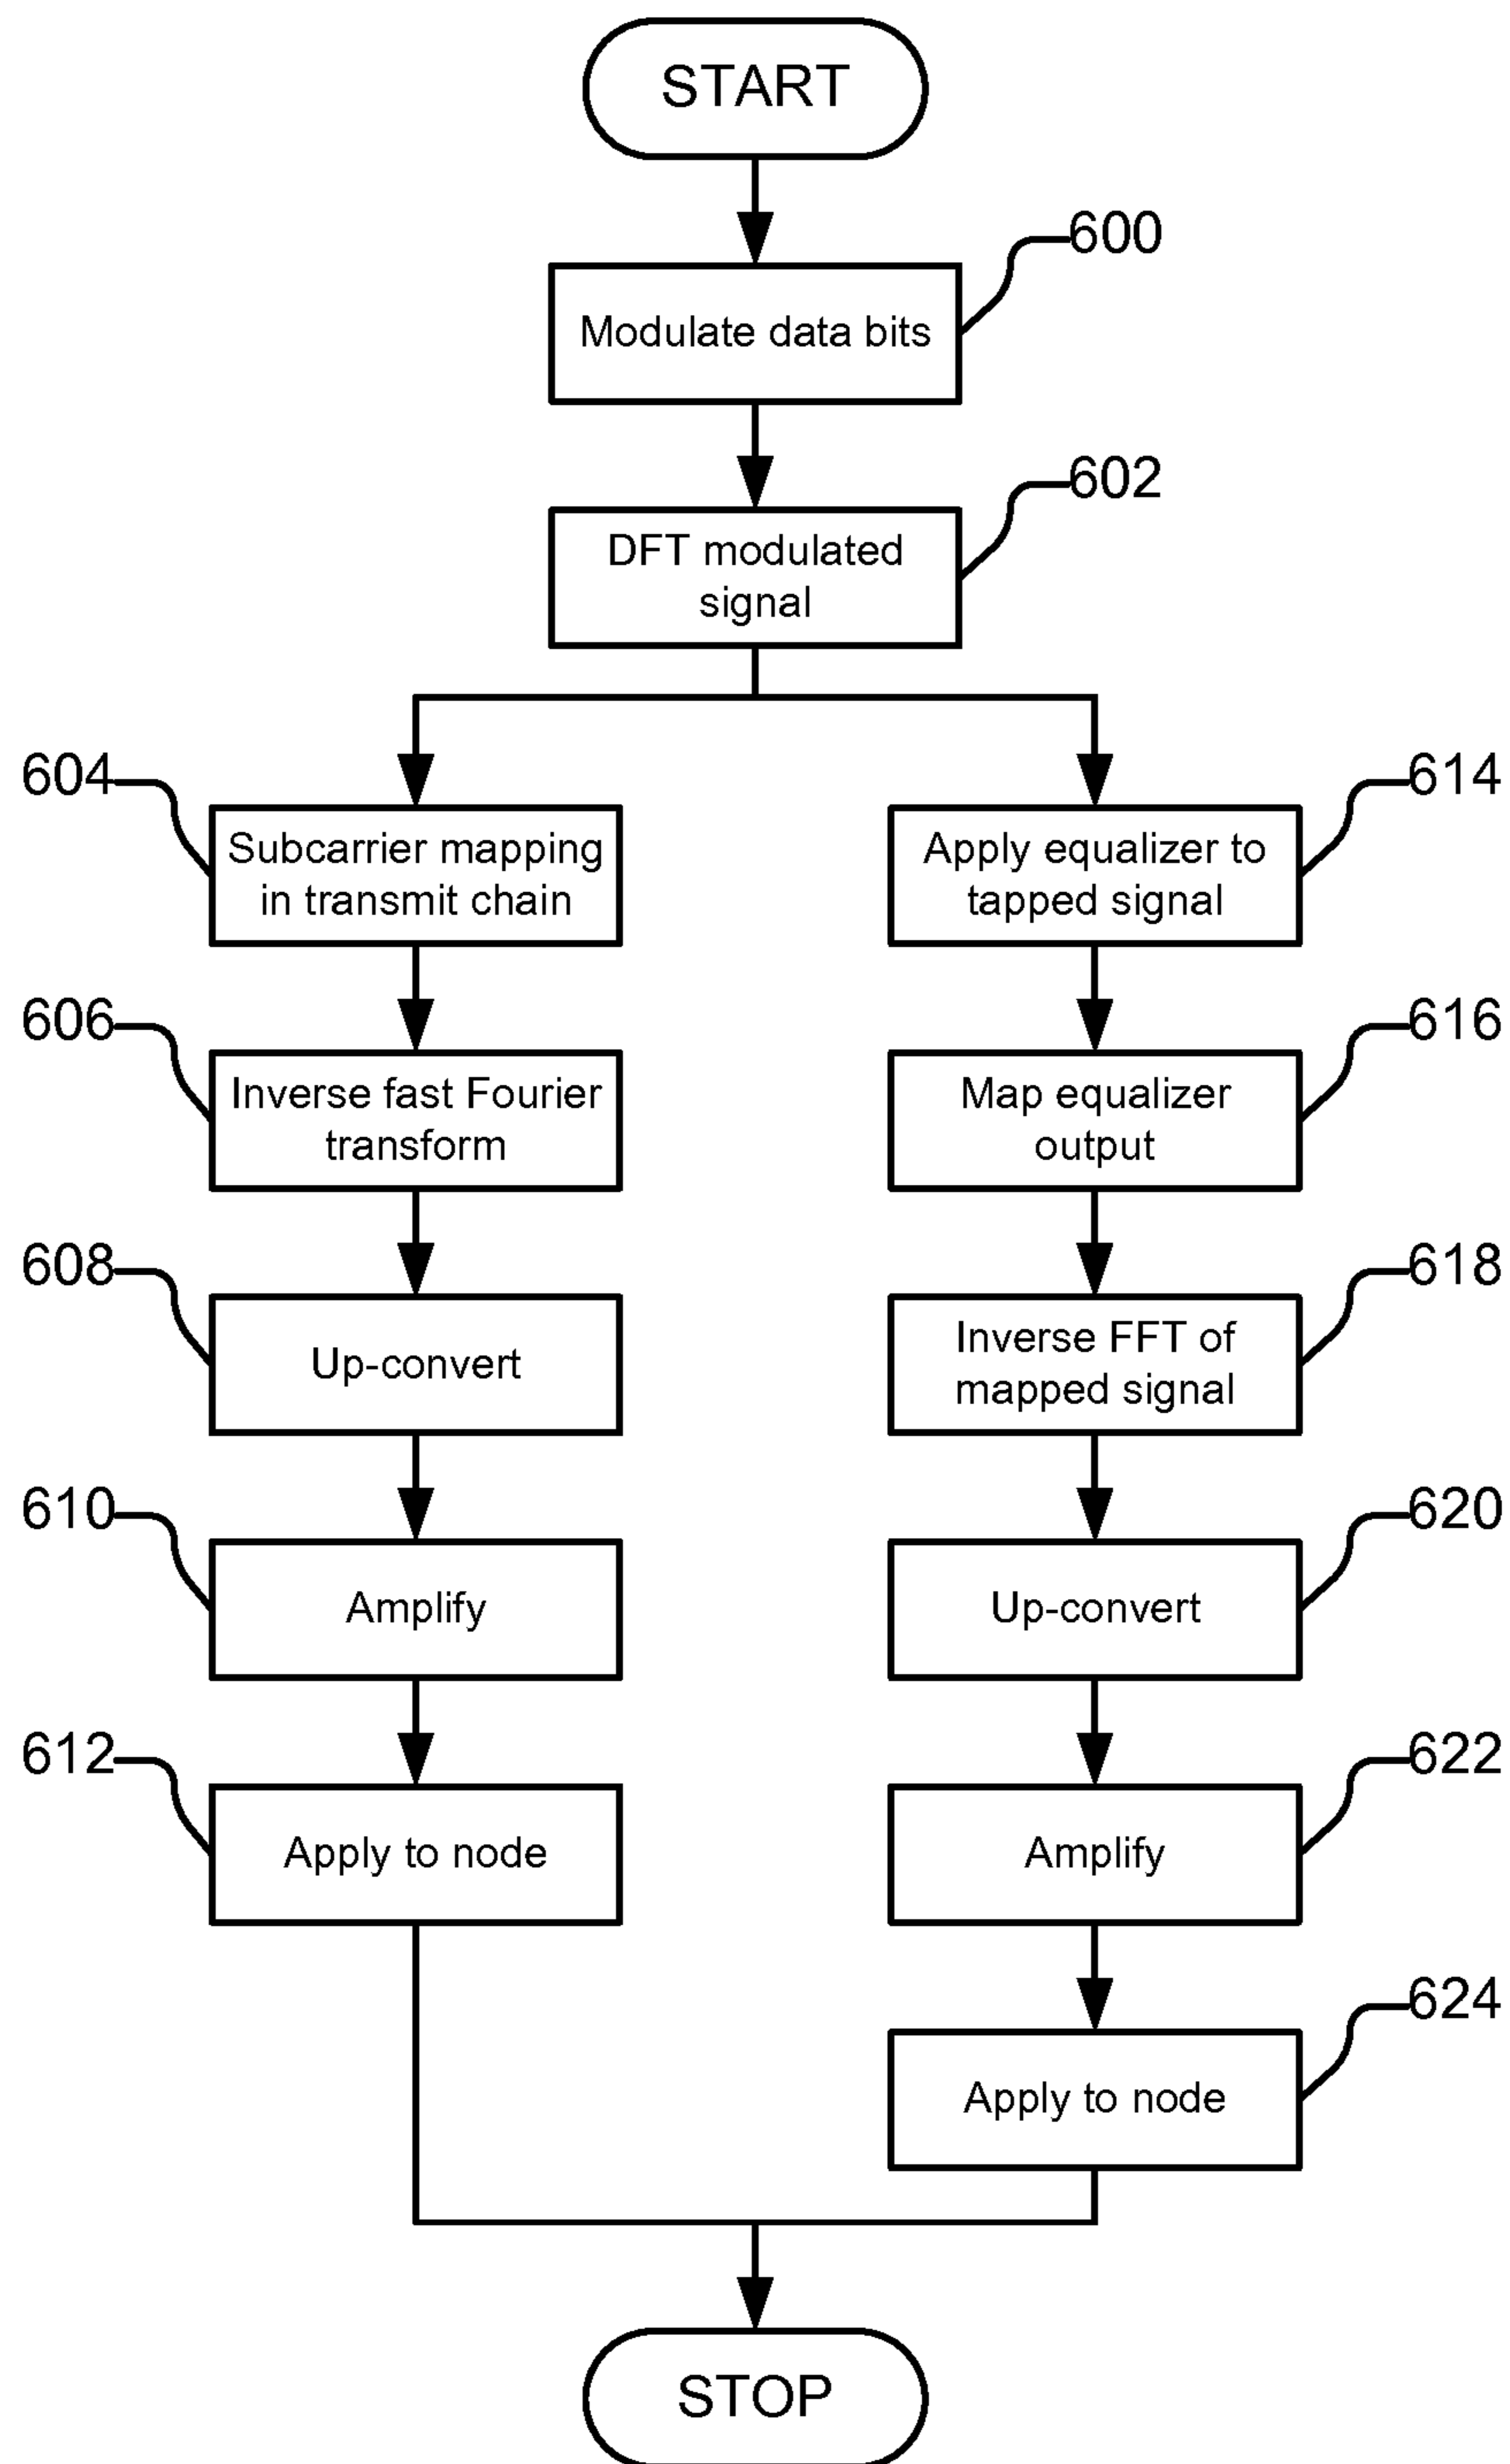 START
600
Modulate data bits
602
DFT modulated
signal
604
Subcarrier mapping
in transmit chain
606
Inverse fast Fourier
transform
608
Up-convert
610
Amplify
612
Apply to node
614
Apply equalizer to
tapped signal
616
Map equalizer
output
618
Inverse FFT of
mapped signal
620
Up-convert
622
Amplify
624
Apply to node
STOP